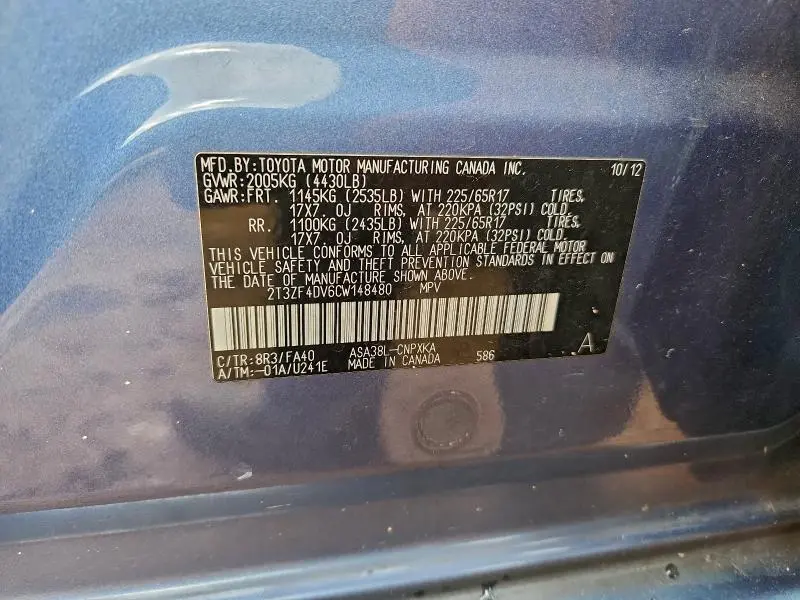 MFD.BY:TOYOTA MOTOR MANUFACTURING CANADA INC. 10/12
GVWR:2005KG (4430LB)
GAWR:FRT. 1145KG (2535LB) WITH 225/65R17 TIRES,
17X7.0J RIMS, AT 220KPA (32PSI) COLD
RR. 1100KG (2435LB) WITH 225/65R17 TIRES,
17X7.0J RIMS, AT 220KPA (32PSI) COLD
THIS VEHICLE CONFORMS TO ALL APPLICABLE FEDERAL MOTOR
VEHICLE SAFETY AND THEFT PREVENTION STANDARDS IN EFFECT ON
THE DATE OF MANUFACTURE SHOWN ABOVE.
2T3ZF4DV6CW148480 MPV
C/TR:8R3/FA40 ASA38L-CNPXKA 586 A
A/TM:-01A/U241E MADE IN CANADA